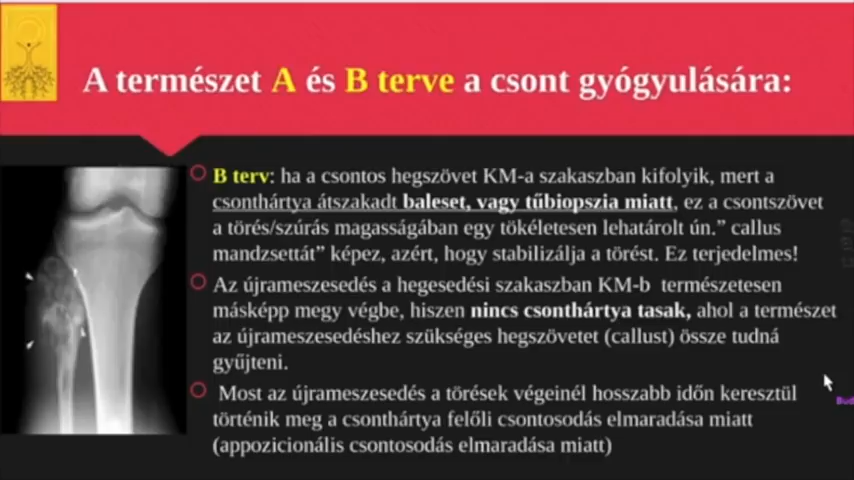 A természet A és B terve a csont gyógyulására:
B terv: ha a csontos hegszövet KM-a szakaszban kifolyik, mert a
csonthártya átszakadt baleset, vagy tűbiopszia miatt, ez a csontszövet
a törés/szúrás magasságában egy tökéletesen lehatárolt ún.” callus
mandzsettát” képez, azért, hogy stabilizálja a törést. Ez terjedelmes!
Az újrameszesedés a hegesedési szakaszban KM-b természetesen
másképp megy végbe, hiszen nincs csonthártya tasak, ahol a természet
az újrameszesedéshez szükséges hegszövetet (callust) össze tudná
gyűjteni.
Most az újrameszesedés a törések végeinél hosszabb időn keresztül
történik meg a csonthártya felőli csontosodás elmaradása miatt
(appozicionális csontosodás elmaradása miatt)
Bud